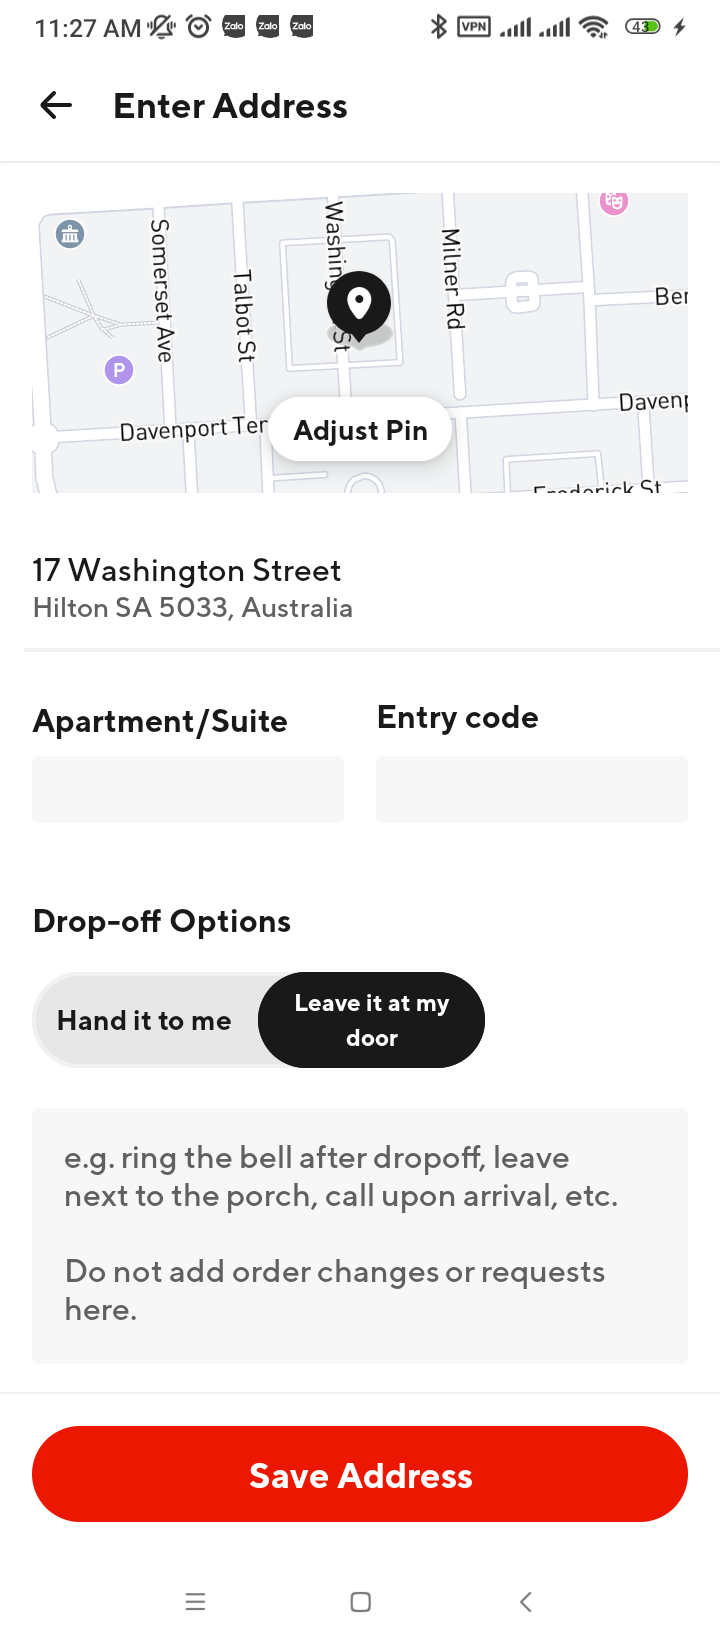 11:27 AM
Zalo Zalo Zalo
VPN
43
Enter Address
Somerset Ave
Talbot St
Washing
St
Milner Rd
Ber
Davenport Ter
Davenp
Frederick St
P
Adjust Pin
17 Washington Street
Hilton SA 5033, Australia
Apartment/Suite
Entry code
Drop-off Options
Hand it to me
Leave it at my
door
e.g. ring the bell after dropoff, leave
next to the porch, call upon arrival, etc.
Do not add order changes or requests
here.
Save Address